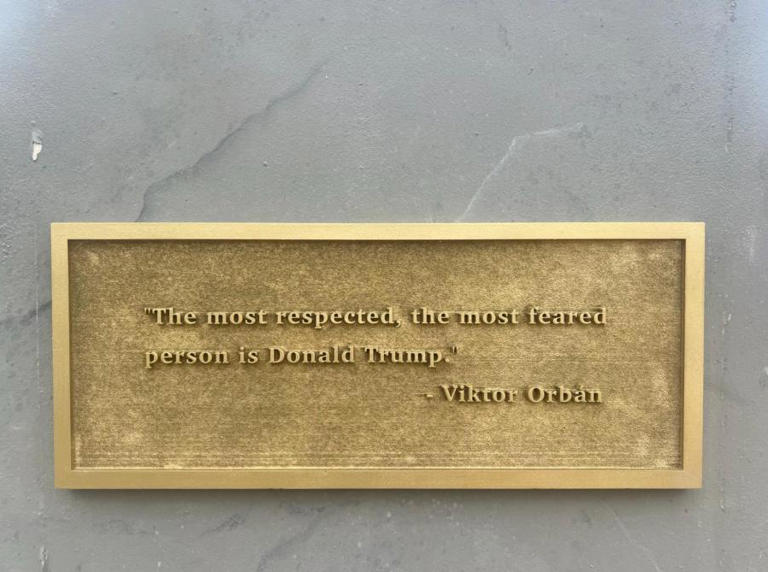 "The most respected, the most feared
person is Donald Trump."
- Viktor Orbán